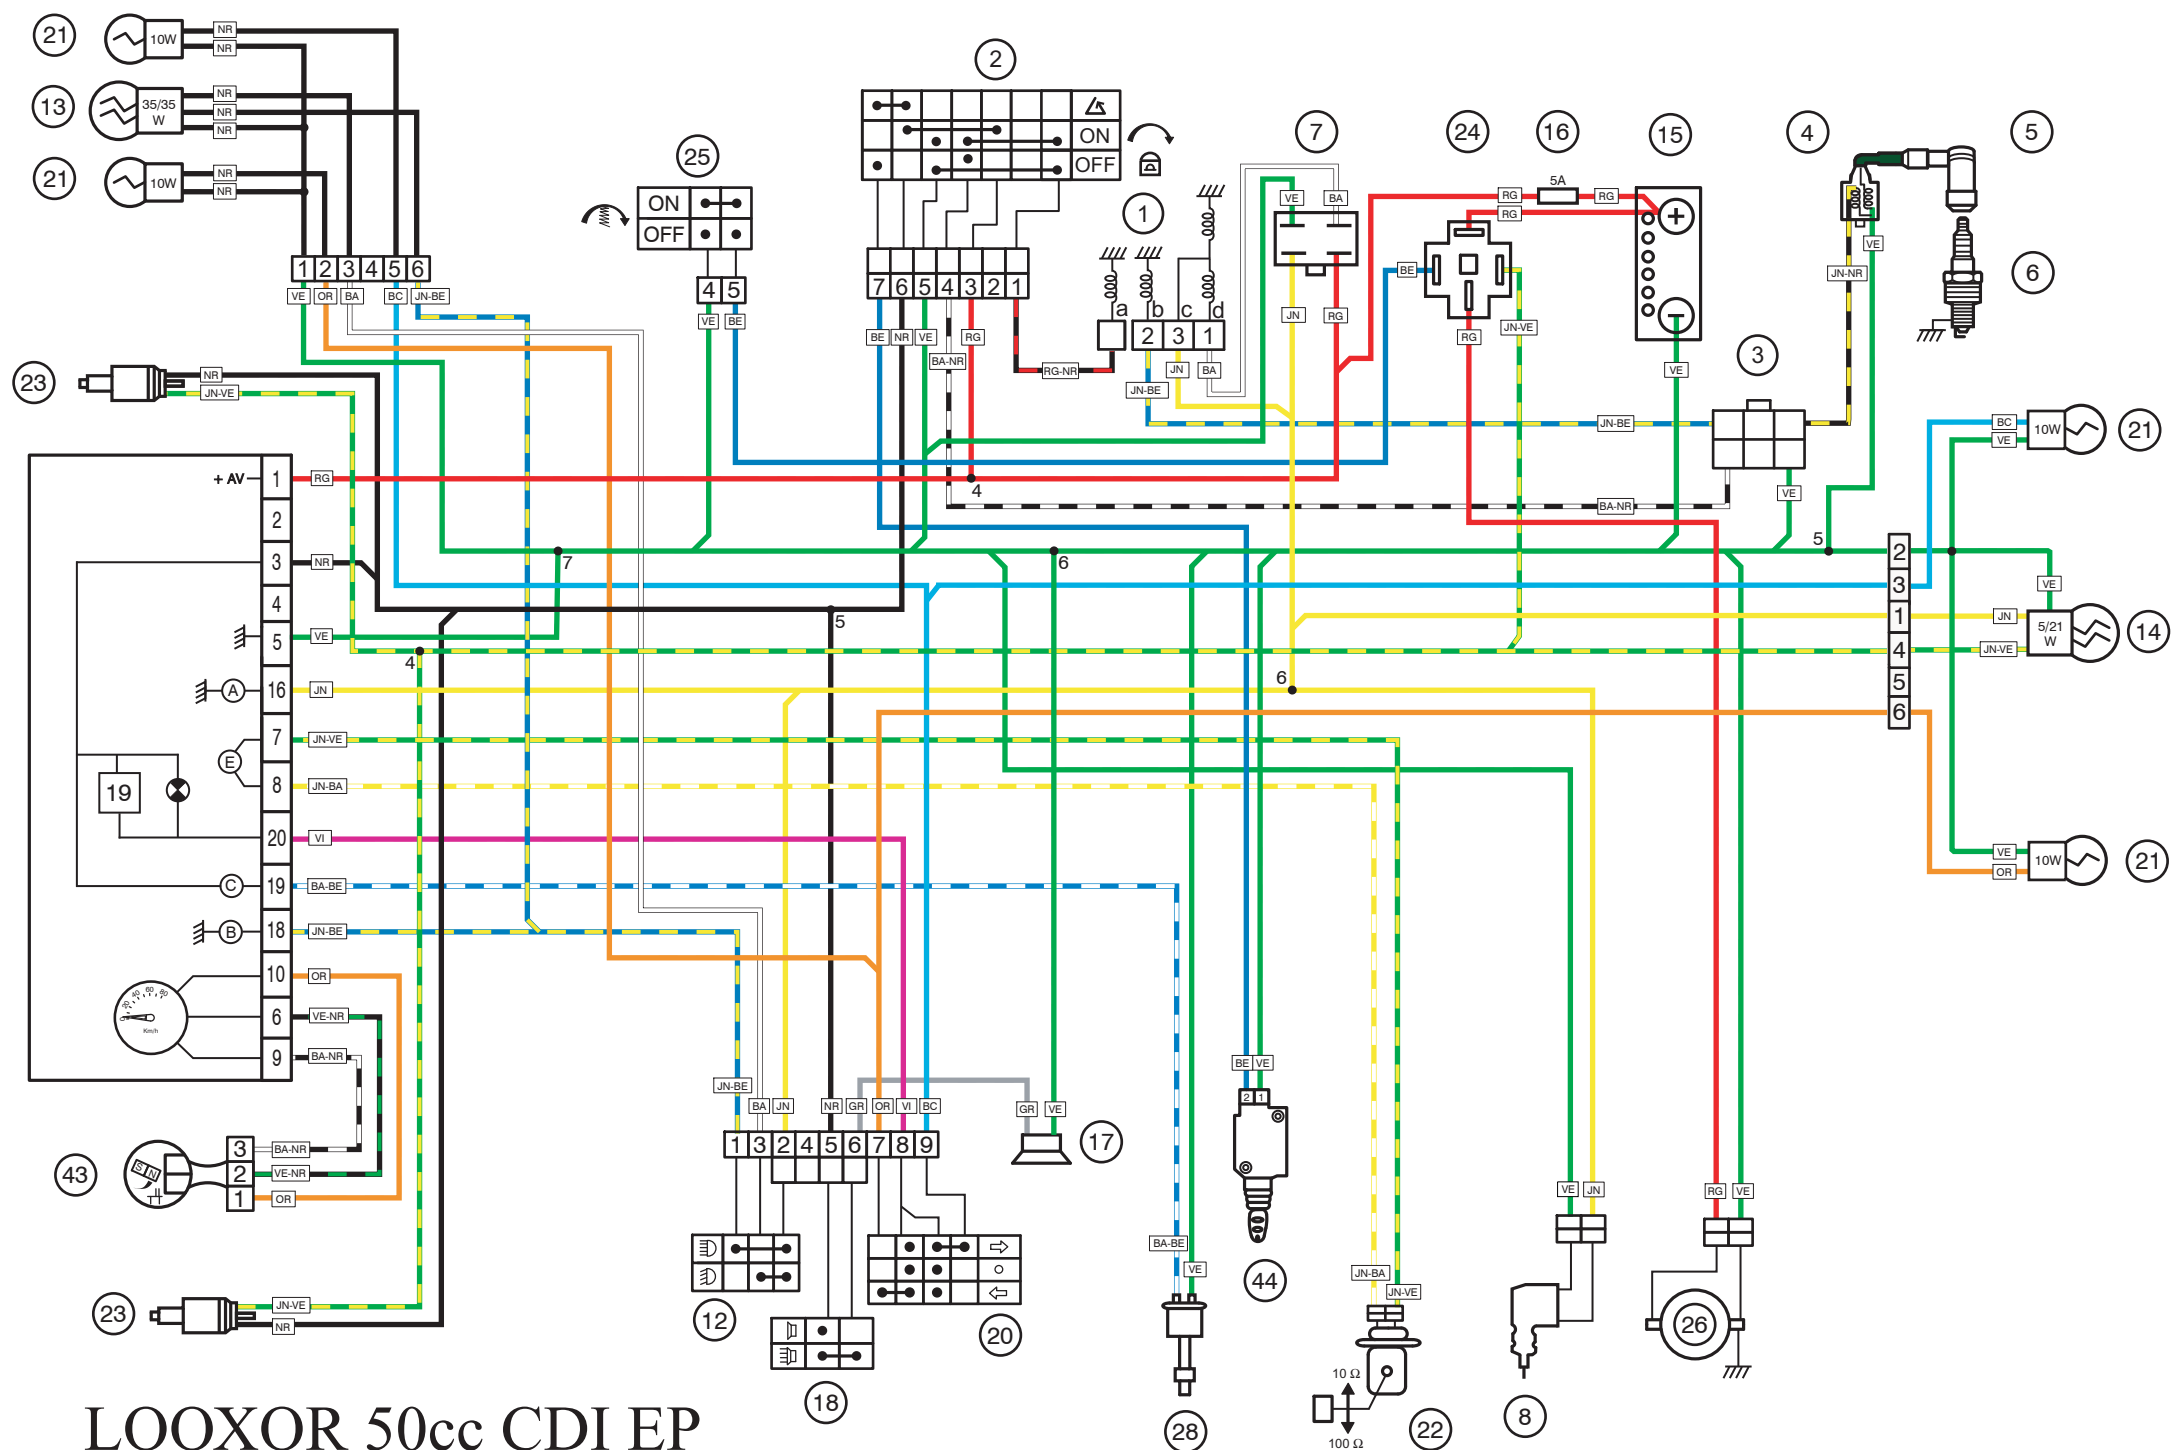 21
10W
NR
NR
13
35/35
W
NR
NR
NR
21
10W
NR
NR
1 2 3 4 5 6
VE OR BA BC JN-BE
25
ON
OFF
4 5
VE BE
2
ON
OFF
7 6 5 4 3 2 1
BE NR VE RG
BA-NR
RG-NR
1
a b c d
2 3 1
JN-BE
JN
BA
7
VE BA
JN RG
24
BE
RG
JN-VE
16
5A
RG RG
RG
15
+
−
VE
4
VE
JN-NR
5
6
3
JN-BE
VE
BA-NR
23
NR
JN-VE
+ AV
1
RG
2
3
NR
4
5
VE
A
16
JN
E
7
JN-VE
8
JN-BA
19
20
VI
C
19
BA-BE
B
18
JN-BE
10
OR
6
VE-NR
9
BA-NR
0 20 40 60 80
Km/h
4
7
6
5
5
4
6
2
3
1
4
5
6
BC
VE
10W
21
VE
JN
JN-VE
5/21
W
14
VE
OR
10W
21
43
S N
3
2
1
BA-NR
VE-NR
OR
23
JN-VE
NR
JN-BE
BA JN NR GR OR VI BC
1 3 2 4 5 6 7 8 9
12
18
20
GR VE
17
BE VE
2 1
44
BA-BE
VE
28
JN-BA
JN-VE
10 Ω
100 Ω
22
VE JN
8
RG VE
26
LOOXOR 50cc CDI EP